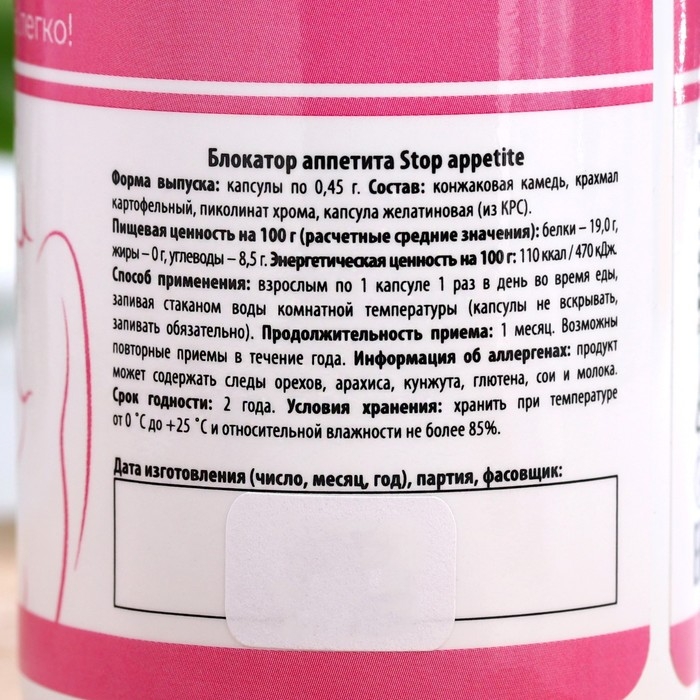 легко!
Блокатор аппетита Stop appetite
Форма выпуска: капсулы по 0,45 г. Состав: конжаковая камедь, крахмал
картофельный, пиколинат хрома, капсула желатиновая (из КРС).
Пищевая ценность на 100 г (расчетные средние значения): белки – 19,0 г,
жиры – 0 г, углеводы – 8,5 г. Энергетическая ценность на 100 г: 110 ккал / 470 кДж.
Способ применения: взрослым по 1 капсуле 1 раз в день во время еды,
запивая стаканом воды комнатной температуры (капсулы не вскрывать,
запивать обязательно). Продолжительность приема: 1 месяц. Возможны
повторные приемы в течение года. Информация об аллергенах: продукт
может содержать следы орехов, арахиса, кунжута, глютена, сои и молока.
Срок годности: 2 года. Условия хранения: хранить при температуре
от 0 ˚С до +25 ˚С и относительной влажности не более 85%.
Дата изготовления (число, месяц, год), партия, фасовщик: